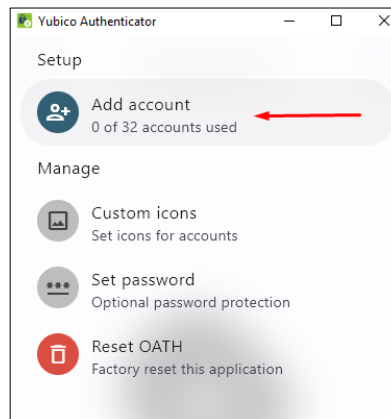 Yubico Authenticator
Setup
Add account
0 of 32 accounts used
Manage
Custom icons
Set icons for accounts
Set password
Optional password protection
Reset OATH
Factory reset this application